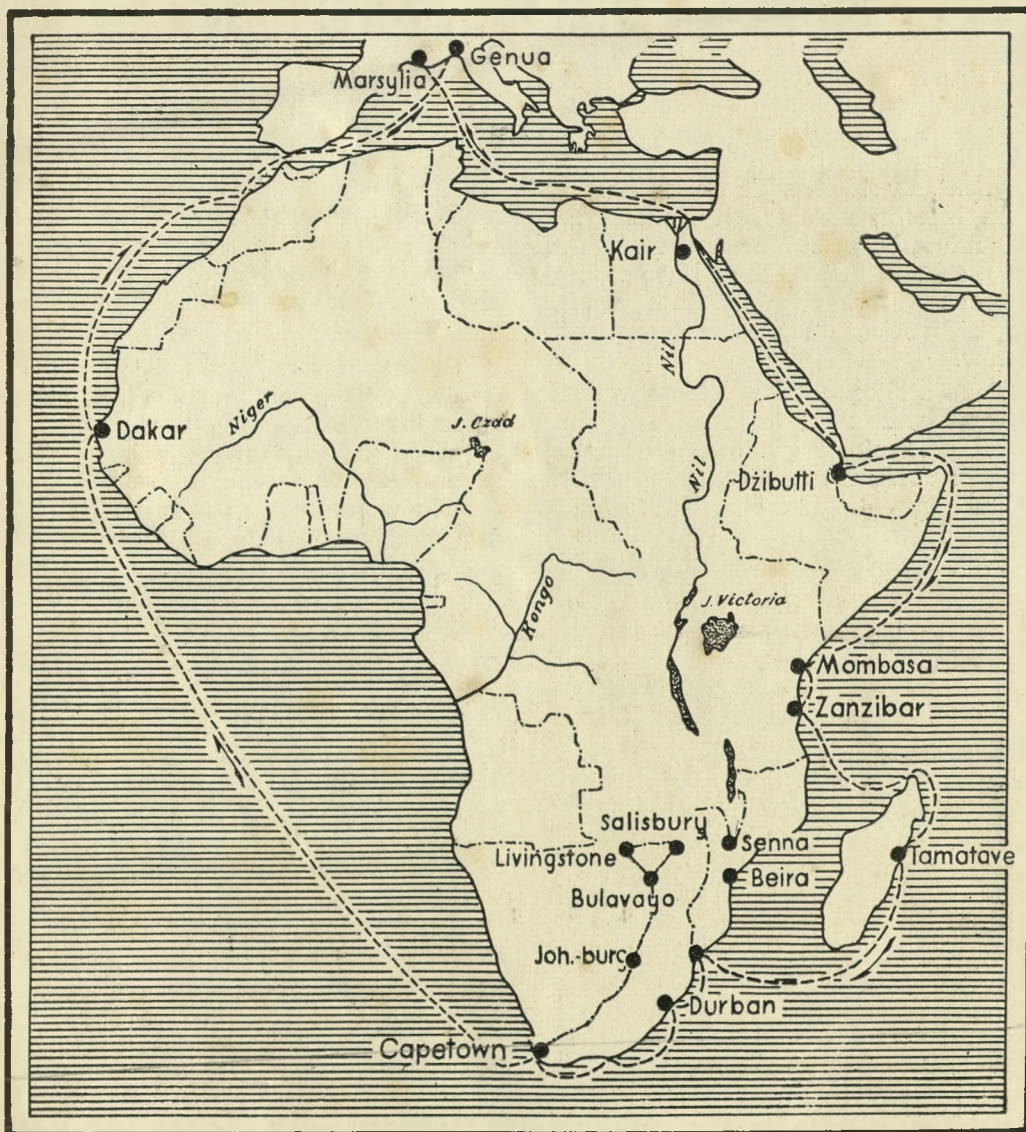 Genua
Marsylia
Kair
Nil
Niger
J. Czad
Dakar
Nil
Dżibutti
Kongo
J. Victoria
Mombasa
Zanzibar
Salisbury
Senna
Livingstone
Tamatave
Beira
Bulavayo
Joh.-burg
Durban
Capetown